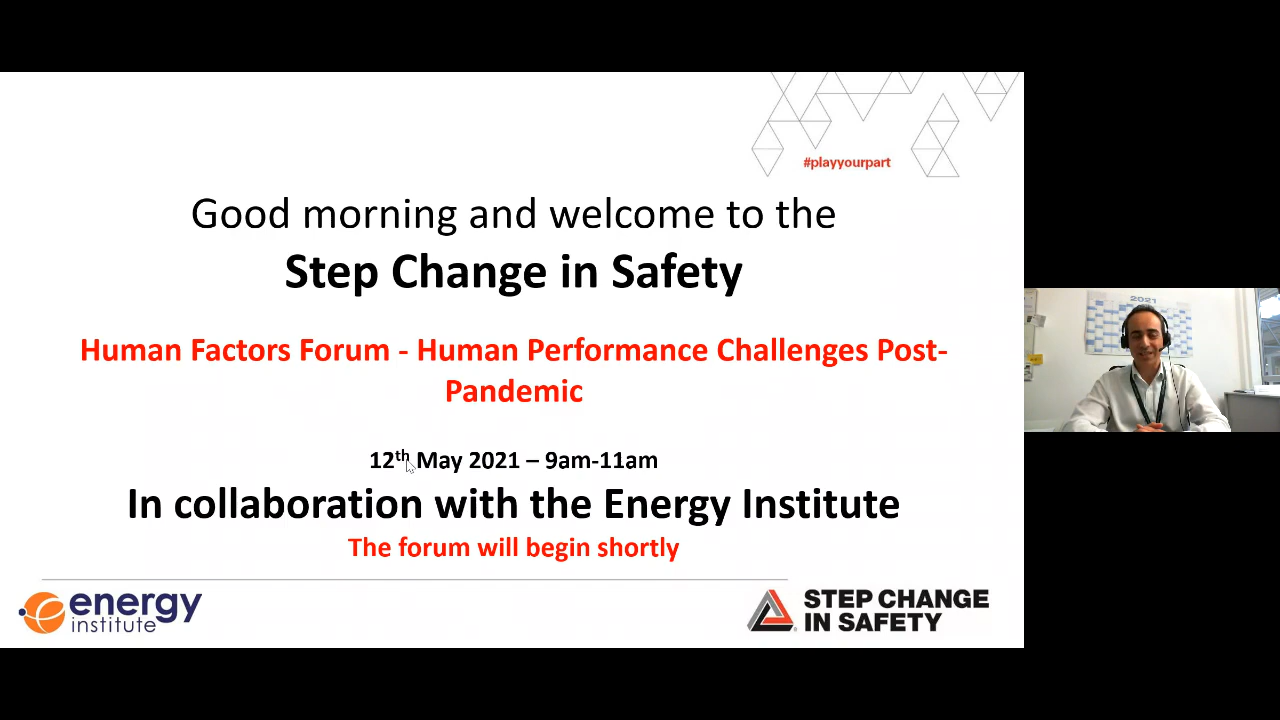 #playyourpart
Good morning and welcome to the
Step Change in Safety
Human Factors Forum - Human Performance Challenges Post-
Pandemic
12th May 2021 – 9am-11am
In collaboration with the Energy Institute
The forum will begin shortly
energy
institute
STEP CHANGE
IN SAFETY
2021